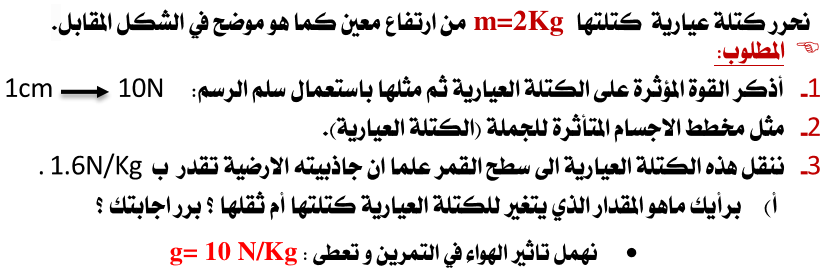 نحرر كتلة عيارية كتلتها m=2Kg من ارتفاع معين كما هو موضح في الشكل المقابل.
☜ المطلوب:
1ـ أذكر القوة المؤثرة على الكتلة العيارية ثم مثلها باستعمال سلم الرسم: 1cm ⟶ 10N
2ـ مثل مخطط الاجسام المتأثرة للجملة (الكتلة العيارية).
3ـ ننقل هذه الكتلة العيارية الى سطح القمر علما ان جاذبيته الارضية تقدر ب 1.6N/Kg .
أ) برأيك ماهو المقدار الذي يتغير للكتلة العيارية كتلتها أم ثقلها ؟ برر اجابتك ؟
• نهمل تاثير الهواء في التمرين و تعطى : g= 10 N/Kg